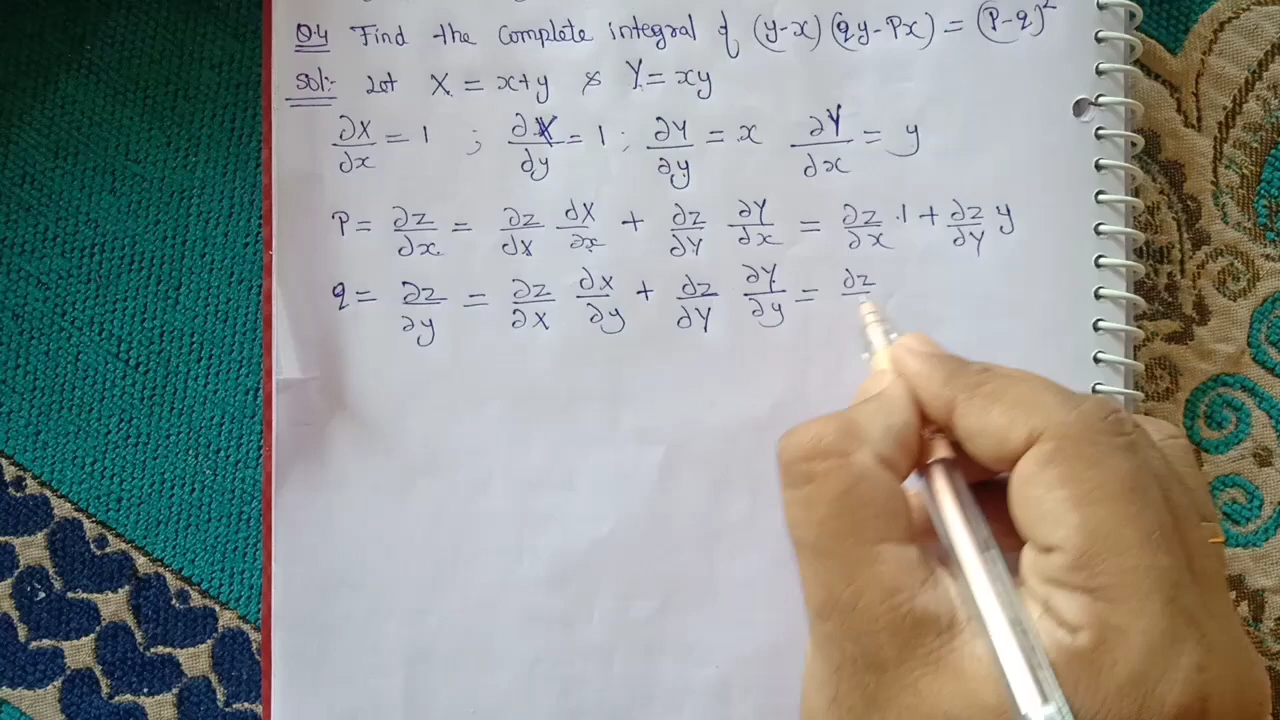 Q.4 Find the Complete integral of (y-x)(qy-Px) = (P-q)²
Sol:- Let X = x+y & Y = xy
∂X/∂x = 1 ; ∂X/∂y = 1 ; ∂Y/∂y = x ∂Y/∂x = y
P = ∂z/∂x = ∂z/∂X ∂X/∂x + ∂z/∂Y ∂Y/∂x = ∂z/∂x .1 + ∂z/∂Y y
q = ∂z/∂y = ∂z/∂X ∂X/∂y + ∂z/∂Y ∂Y/∂y = ∂z